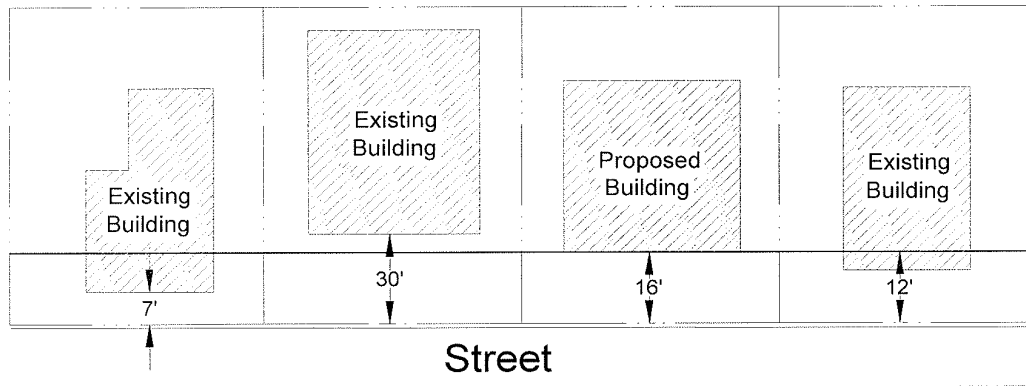 Existing
Building
Existing
Building
Proposed
Building
Existing
Building
7'
30'
16'
12'
Street